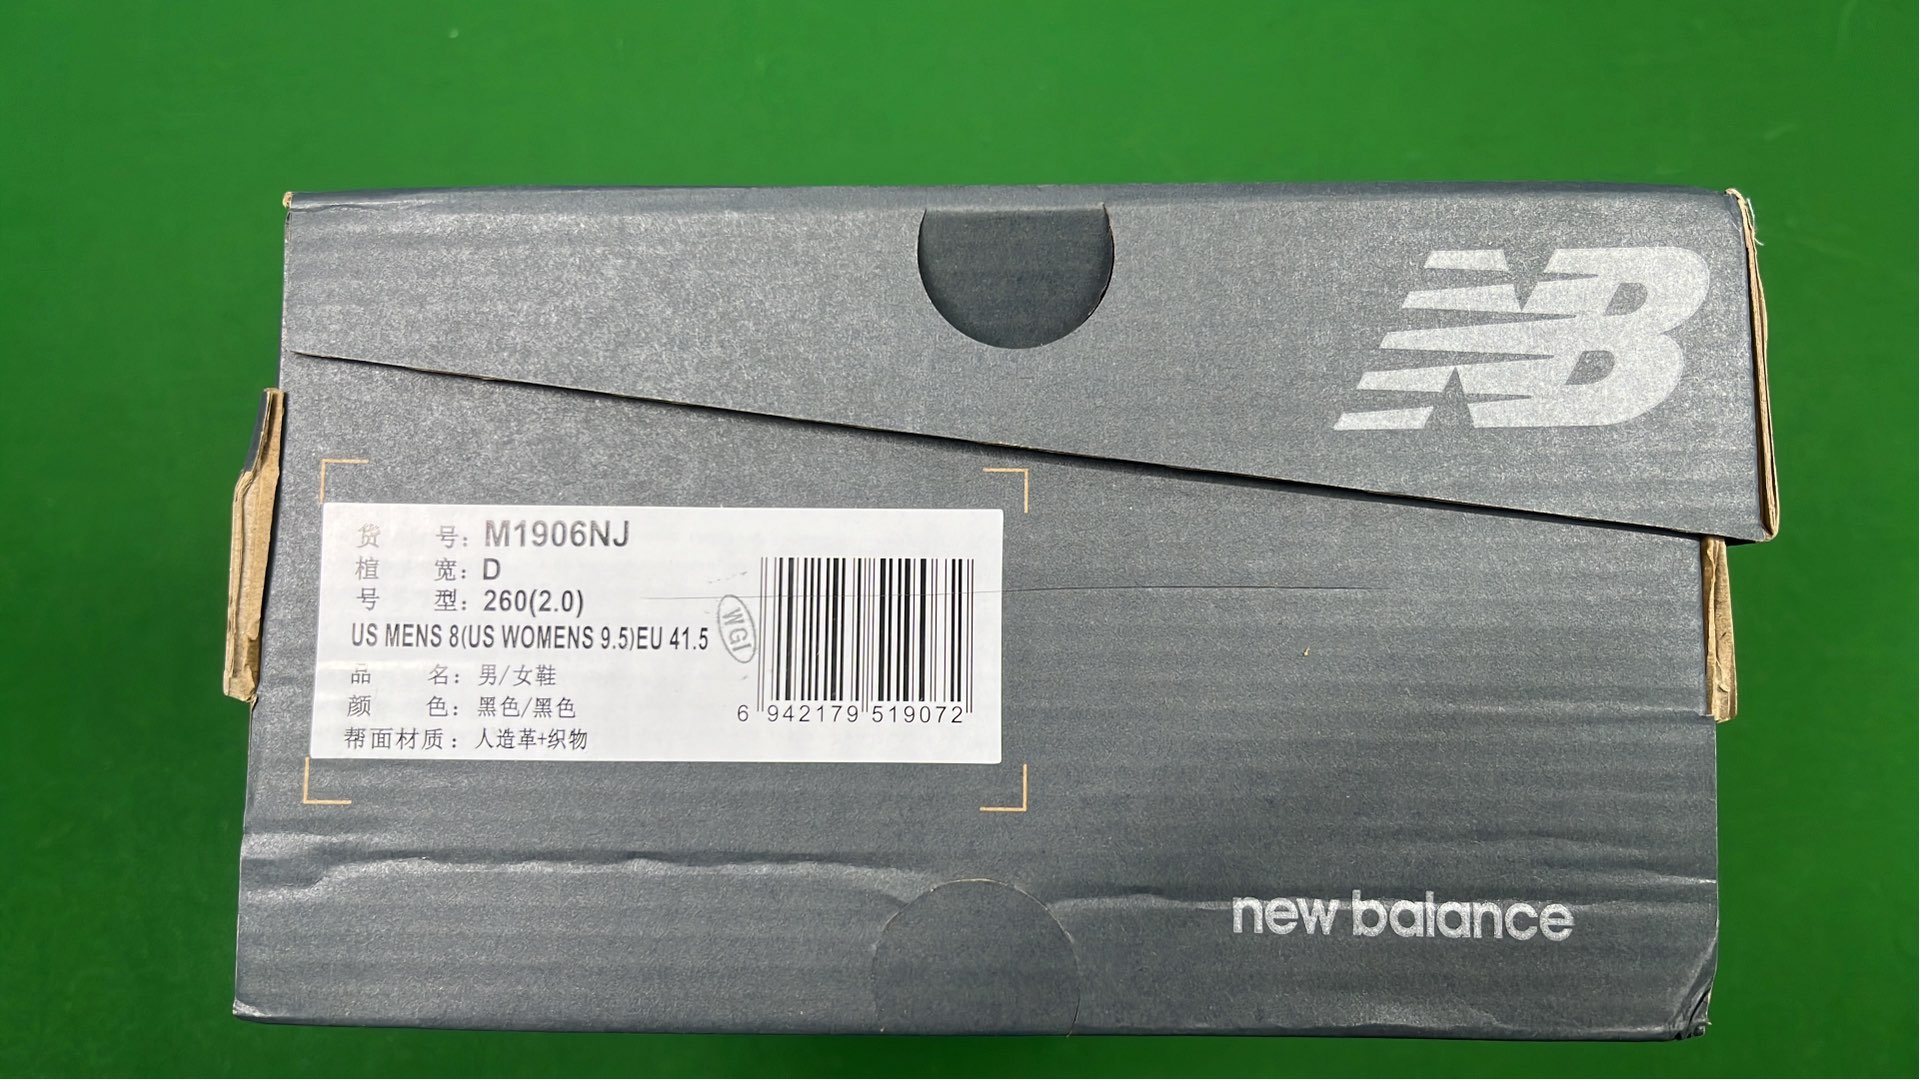 NB
货 号: M1906NJ
楦 宽: D
号 型: 260(2.0)
US MENS 8(US WOMENS 9.5)EU 41.5
WGI
品 名: 男/女鞋
颜 色: 黑色/黑色
帮面材质: 人造革+织物
6 942179 519072
new balance